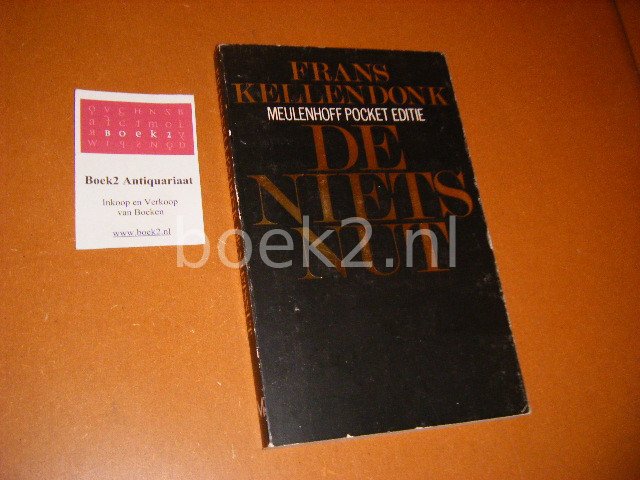 FRANS
KELLENDONK
MEULENHOFF POCKET EDITIE
DE
NIETS
NUT
Boek2
Boek2 Antiquariaat
Inkoop en Verkoop
van Boeken
www.boek2.nl
boek2.nl